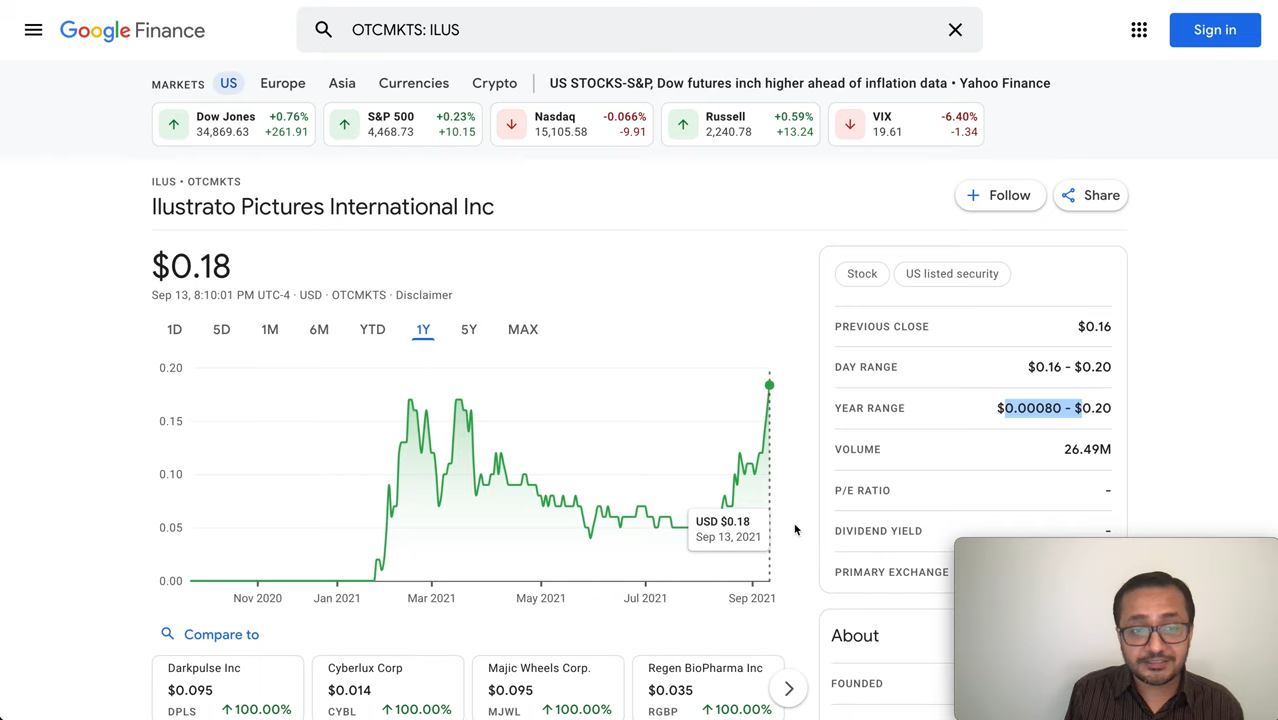 Google Finance
OTCMKTS: ILUS
Sign in
MARKETS US Europe Asia Currencies Crypto US STOCKS-S&P, Dow futures inch higher ahead of inflation data • Yahoo Finance
Dow Jones +0.76%
34,869.63 +261.91
S&P 500 +0.23%
4,468.73 +10.15
Nasdaq -0.066%
15,105.58 -9.91
Russell +0.59%
2,240.78 +13.24
VIX -6.40%
19.61 -1.34
ILUS • OTCMKTS
Ilustrato Pictures International Inc
Follow Share
$0.18
Sep 13, 8:10:01 PM UTC-4 · USD · OTCMKTS · Disclaimer
1D 5D 1M 6M YTD 1Y 5Y MAX
0.20
0.15
0.10
0.05
0.00
USD $0.18
Sep 13, 2021
Nov 2020 Jan 2021 Mar 2021 May 2021 Jul 2021 Sep 2021
Stock US listed security
PREVIOUS CLOSE $0.16
DAY RANGE $0.16 - $0.20
YEAR RANGE $0.00080 - $0.20
VOLUME 26.49M
P/E RATIO -
DIVIDEND YIELD -
PRIMARY EXCHANGE
Compare to
Darkpulse Inc
$0.095
DPLS ↑100.00%
Cyberlux Corp
$0.014
CYBL ↑100.00%
Majic Wheels Corp.
$0.095
MJWL ↑100.00%
Regen BioPharma Inc
$0.035
RGBP ↑100.00%
About
FOUNDED